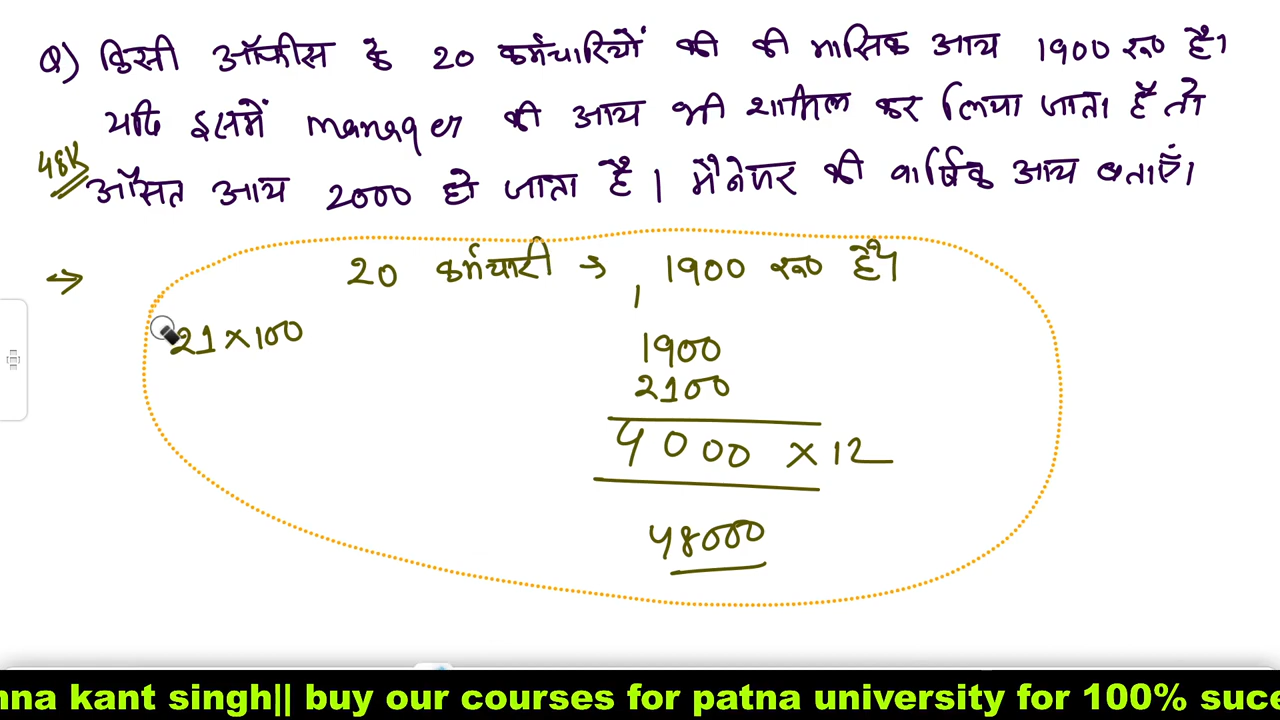 Q) किसी ऑफीस के 20 कर्मचारियों की की मासिक आय 1900 रू० है।
यदि इसमें manager की आय भी शामिल कर लिया जाता है तो
48K
औसत आय 2000 हो जाता है। मैनेजर की वार्षिक आय बताएँ।
⇒ 20 कर्मचारी → 1900 रू० है।
1
21 × 100
1900
2100
4000 × 12
48000
nna kant singh|| buy our courses for patna university for 100% succe